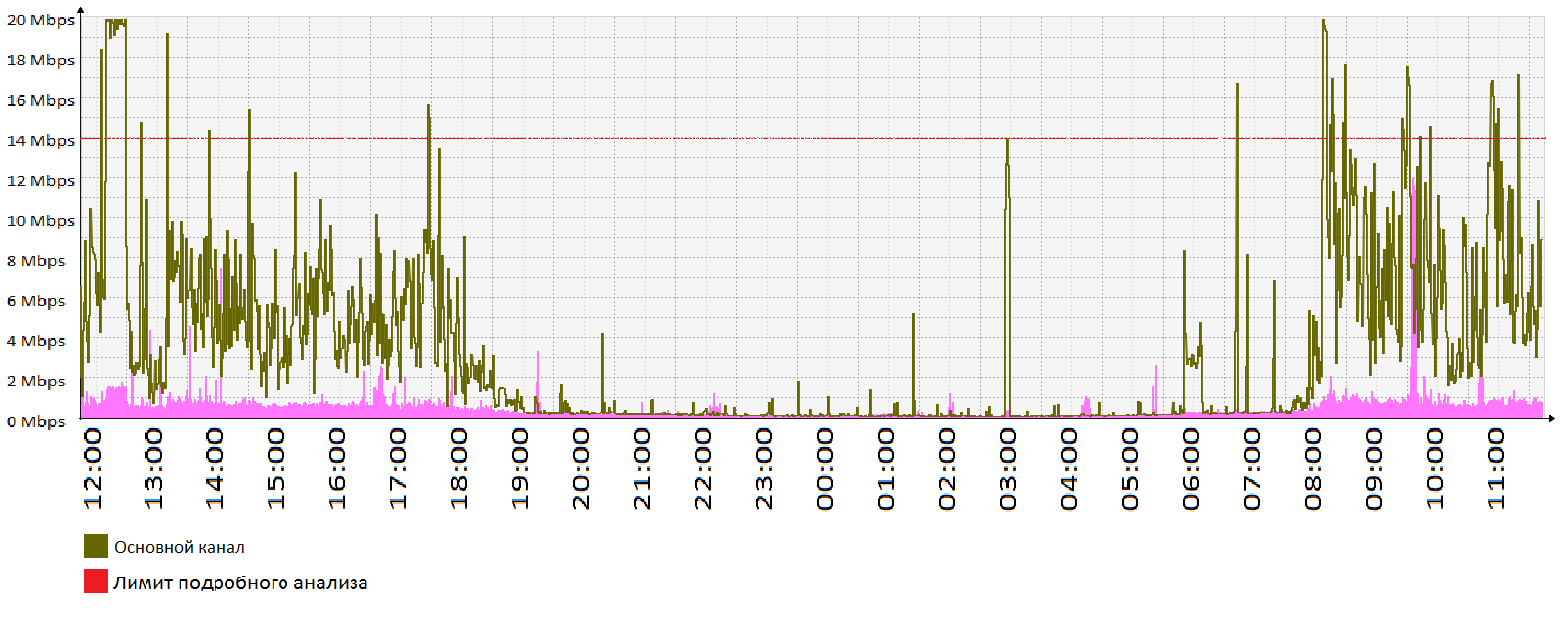 20 Mbps
18 Mbps
16 Mbps
14 Mbps
12 Mbps
10 Mbps
8 Mbps
6 Mbps
4 Mbps
2 Mbps
0 Mbps
12:00 13:00 14:00 15:00 16:00 17:00 18:00 19:00 20:00 21:00 22:00 23:00 00:00 01:00 02:00 03:00 04:00 05:00 06:00 07:00 08:00 09:00 10:00 11:00
Основной канал
Лимит подробного анализа